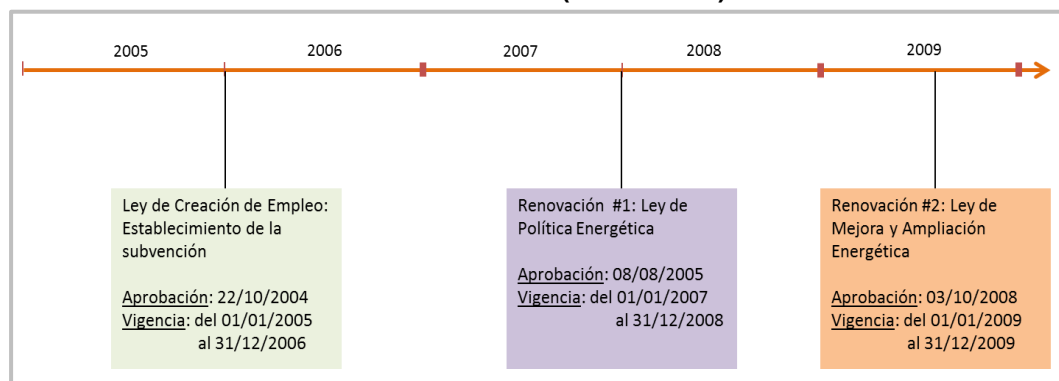 2005 2006 2007 2008 2009
Ley de Creación de Empleo:
Establecimiento de la
subvención
Aprobación: 22/10/2004
Vigencia: del 01/01/2005
al 31/12/2006
Renovación #1: Ley de
Política Energética
Aprobación: 08/08/2005
Vigencia: del 01/01/2007
al 31/12/2008
Renovación #2: Ley de
Mejora y Ampliación
Energética
Aprobación: 03/10/2008
Vigencia: del 01/01/2009
al 31/12/2009